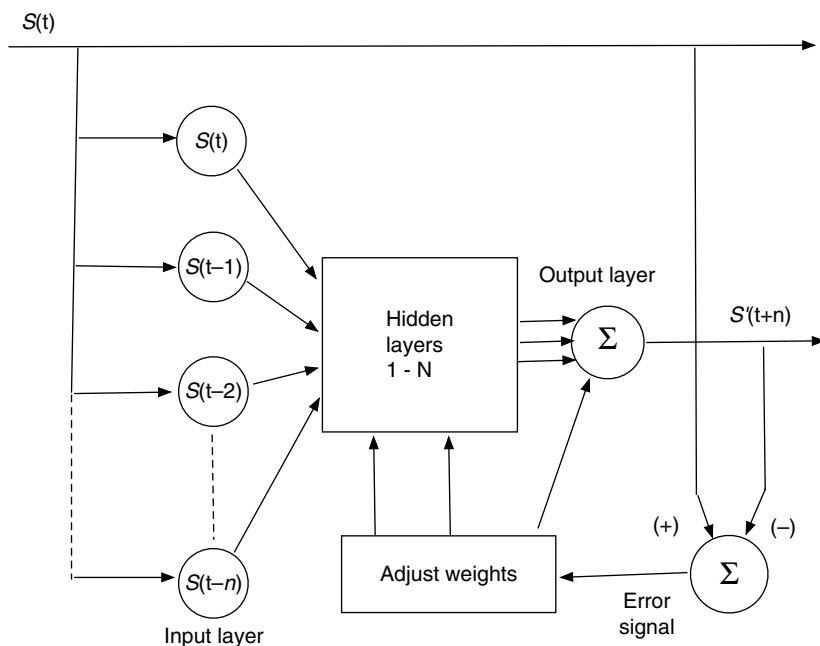 S(t)
S(t)
S(t–1)
Output layer
Hidden
layers
1 - N
Σ
S'(t+n)
S(t–2)
(+)
(–)
S(t–n)
Adjust weights
Σ
Input layer
Error
signal